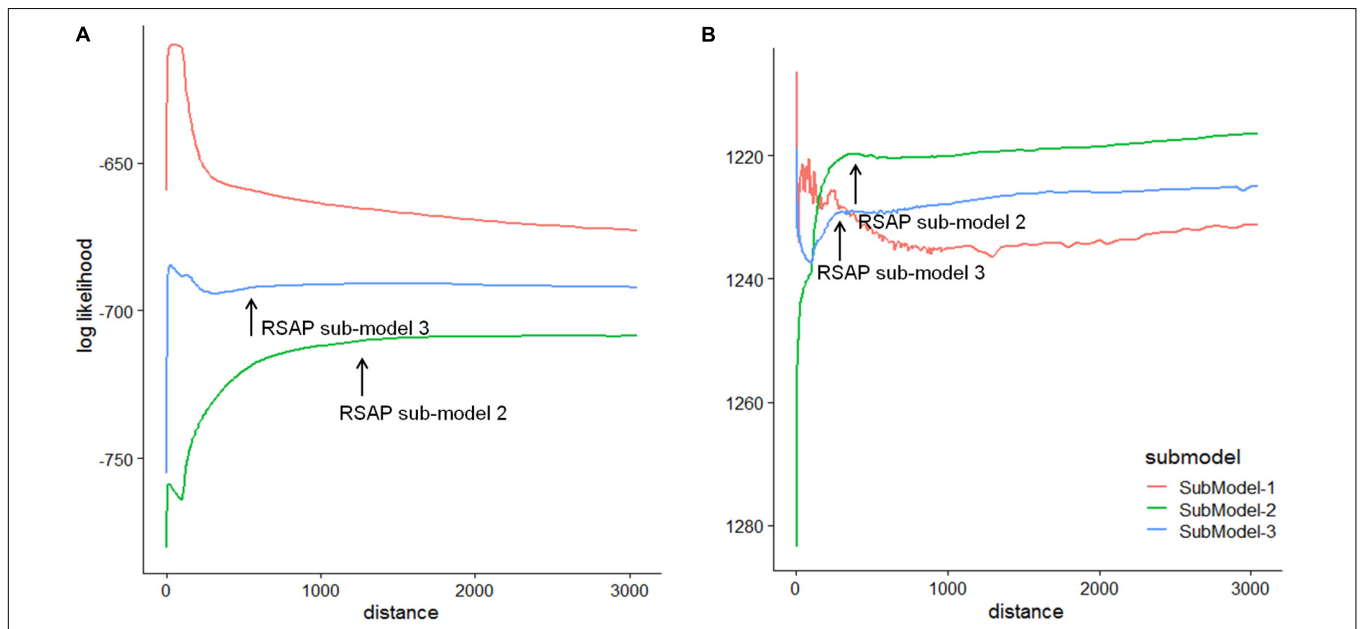 A
log likelihood
-650
-700
-750
RSAP sub-model 3
RSAP sub-model 2
0
1000
2000
3000
distance
B
1220
1240
1260
1280
RSAP sub-model 2
RSAP sub-model 3
submodel
SubModel-1
SubModel-2
SubModel-3
0
1000
2000
3000
distance